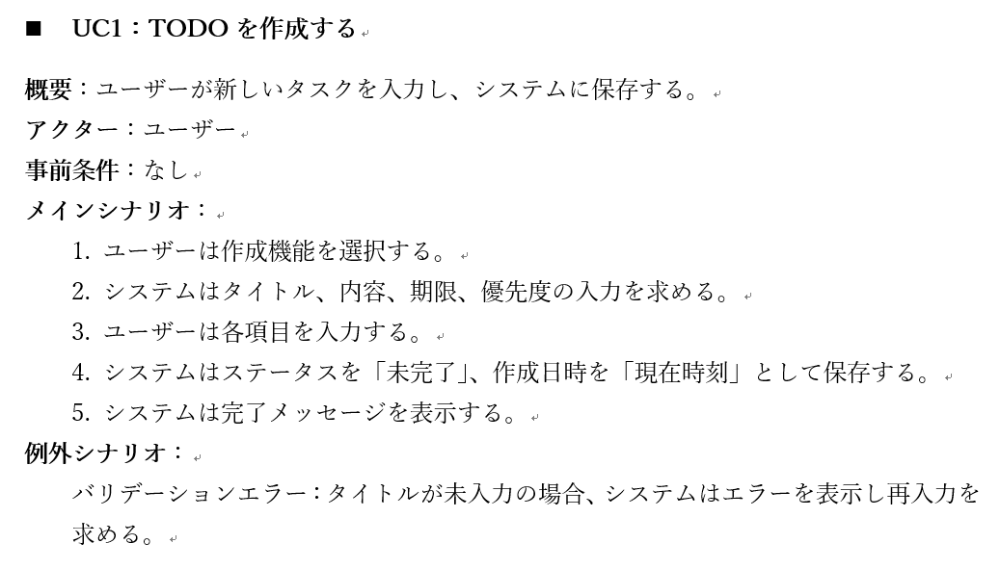 ■ UC1：TODO を作成する
概要：ユーザーが新しいタスクを入力し、システムに保存する。
アクター：ユーザー
事前条件：なし
メインシナリオ：
1. ユーザーは作成機能を選択する。
2. システムはタイトル、内容、期限、優先度の入力を求める。
3. ユーザーは各項目を入力する。
4. システムはステータスを「未完了」、作成日時を「現在時刻」として保存する。
5. システムは完了メッセージを表示する。
例外シナリオ：
バリデーションエラー：タイトルが未入力の場合、システムはエラーを表示し再入力を
求める。